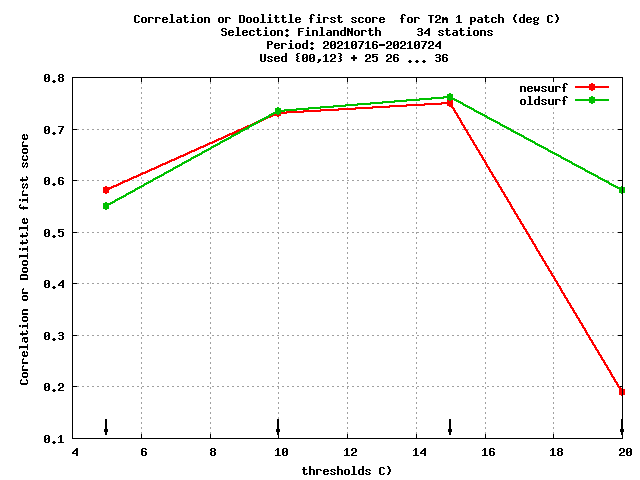 Correlation or Doolittle first score  for T2m 1 patch (deg C)
Selection: FinlandNorth     34 stations
Period: 20210716-20210724
Used {00,12} + 25 26 ... 36
newsurf
oldsurf
Correlation or Doolittle first score
0.8
0.7
0.6
0.5
0.4
0.3
0.2
0.1
4 6 8 10 12 14 16 18 20
thresholds C)